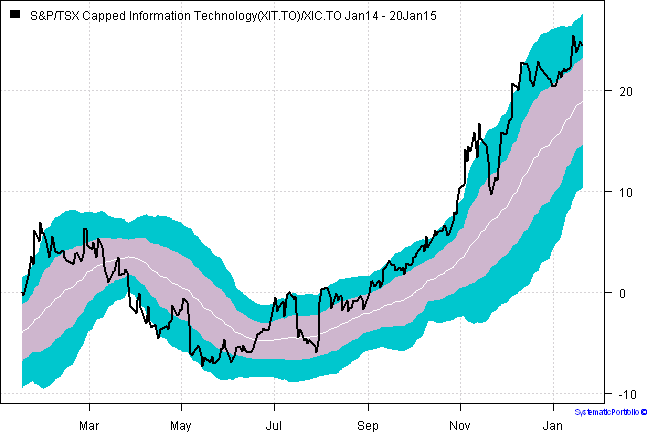 S&P/TSX Capped Information Technology(XIT.TO)/XIC.TO Jan14 - 20Jan15
20
10
0
-10
Mar May Jul Sep Nov Jan
SystematicPortfolio ©